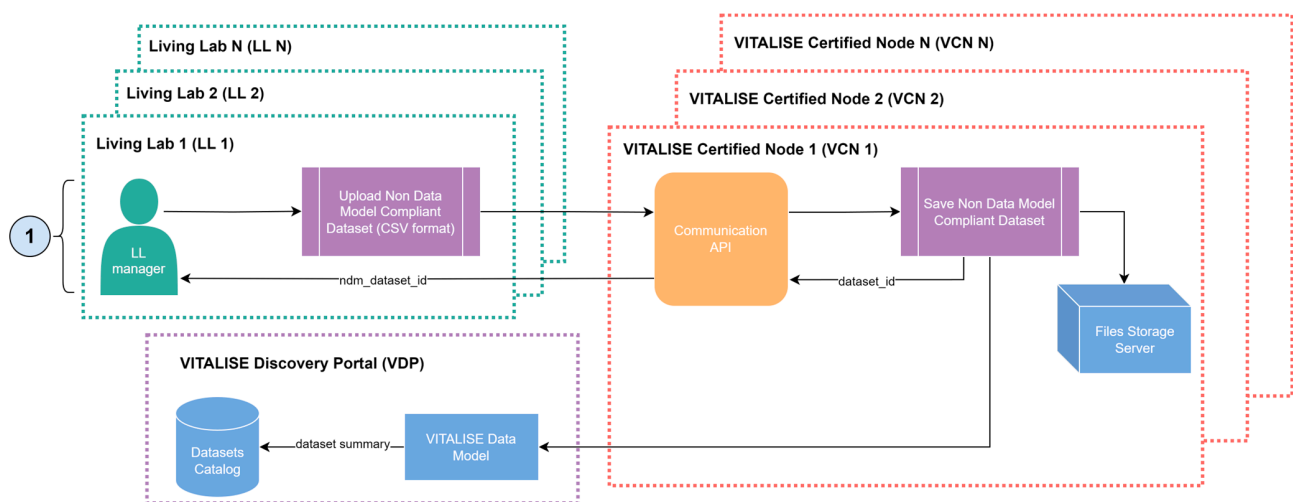 Living Lab N (LL N)
VITALISE Certified Node N (VCN N)
Living Lab 2 (LL 2)
VITALISE Certified Node 2 (VCN 2)
Living Lab 1 (LL 1)
VITALISE Certified Node 1 (VCN 1)
1
LL
manager
Upload Non Data
Model Compliant
Dataset (CSV format)
Communication
API
Save Non Data Model
Compliant Dataset
ndm_dataset_id
dataset_id
Files Storage
Server
VITALISE Discovery Portal (VDP)
Datasets
Catalog
dataset summary
VITALISE Data
Model